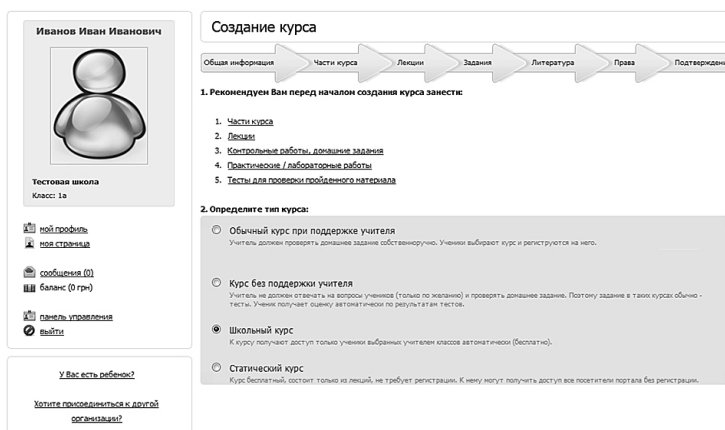 Иванов Иван Иванович
Тестовая школа
Класс: 1а
мой профиль
моя страница
сообщения (0)
баланс (0 грн)
панель управления
выйти
У Вас есть ребенок?
Хотите присоединиться к другой
организации?
Создание курса
Общая информация Части курса Лекции Задания Литература Права Подтвержден
1. Рекомендуем Вам перед началом создания курса занести:
1. Части курса
2. Лекции
3. Контрольные работы, домашние задания
4. Практические / лабораторные работы
5. Тесты для проверки пройденного материала
2. Определите тип курса:
Обычный курс при поддержке учителя
Учитель должен проверять домашнее задание собственноручно. Ученики выбирают курс и регистрируются на него.
Курс без поддержки учителя
Учитель не должен отвечать на вопросы учеников (только по желанию) и проверять домашнее задание. Поэтому задание в таких курсах обычно -
тесты. Ученик получает оценку автоматически по результатам тестов.
Школьный курс
К курсу получают доступ только ученики выбранных учителем классов автоматически (бесплатно).
Статический курс
Курс бесплатный, состоит только из лекций, не требует регистрации. К нему могут получить доступ все посетители портала без регистрации.